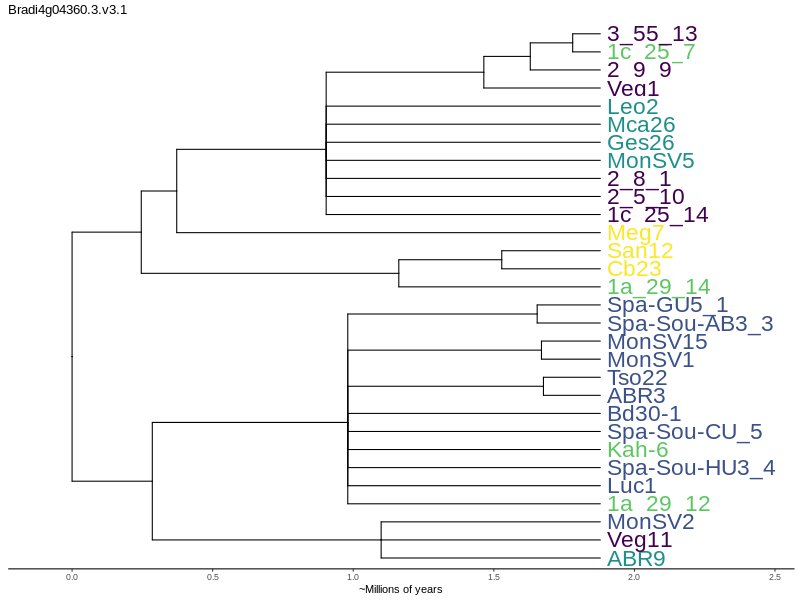 Bradi4g04360.3.v3.1
3_55_13
1c_25_7
2_9_9
Veg1
Leo2
Mca26
Ges26
MonSV5
2_8_1
2_5_10
1c_25_14
Meg7
San12
Cb23
1a_29_14
Spa-GU5_1
Spa-Sou-AB3_3
MonSV15
MonSV1
Tso22
ABR3
Bd30-1
Spa-Sou-CU_5
Kah-6
Spa-Sou-HU3_4
Luc1
1a_29_12
MonSV2
Veg11
ABR9
0.0 0.5 1.0 1.5 2.0 2.5
~Millions of years